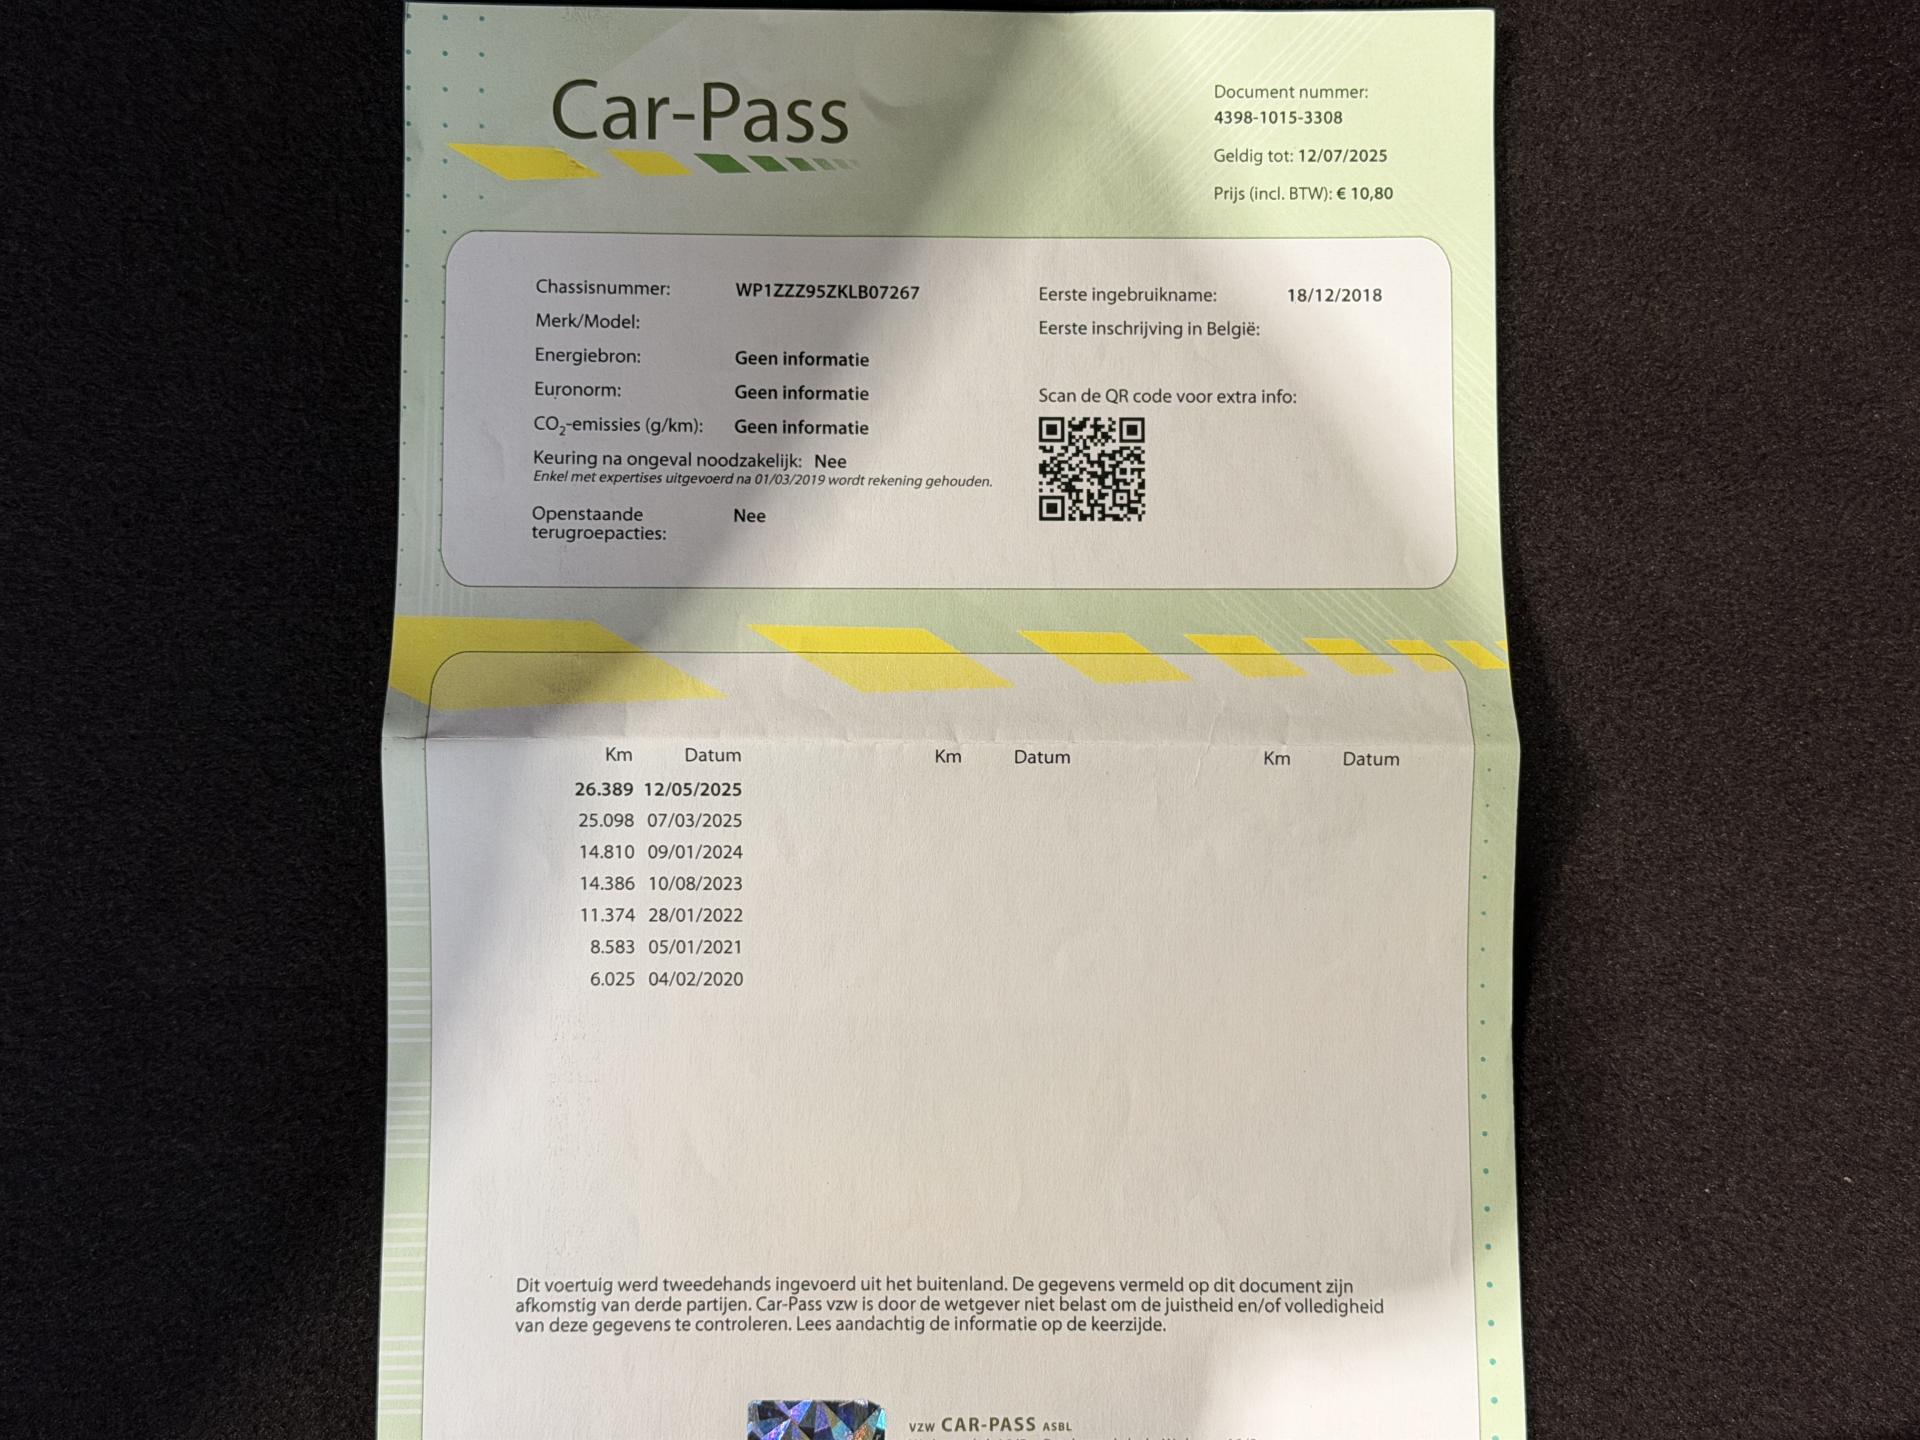 Car-Pass
Document nummer:
4398-1015-3308
Geldig tot: 12/07/2025
Prijs (incl. BTW): € 10,80
Chassisnummer: WP1ZZZ95ZKLB07267
Merk/Model:
Energiebron: Geen informatie
Euronorm: Geen informatie
CO2-emissies (g/km): Geen informatie
Keuring na ongeval noodzakelijk: Nee
Enkel met expertises uitgevoerd na 01/03/2019 wordt rekening gehouden.
Openstaande Nee
terugroepacties:
Eerste ingebruikname: 18/12/2018
Eerste inschrijving in België:
Scan de QR code voor extra info:
Km Datum Km Datum Km Datum
26.389 12/05/2025
25.098 07/03/2025
14.810 09/01/2024
14.386 10/08/2023
11.374 28/01/2022
8.583 05/01/2021
6.025 04/02/2020
Dit voertuig werd tweedehands ingevoerd uit het buitenland. De gegevens vermeld op dit document zijn
afkomstig van derde partijen. Car-Pass vzw is door de wetgever niet belast om de juistheid en/of volledigheid
van deze gegevens te controleren. Lees aandachtig de informatie op de keerzijde.
VZW CAR-PASS ASBL